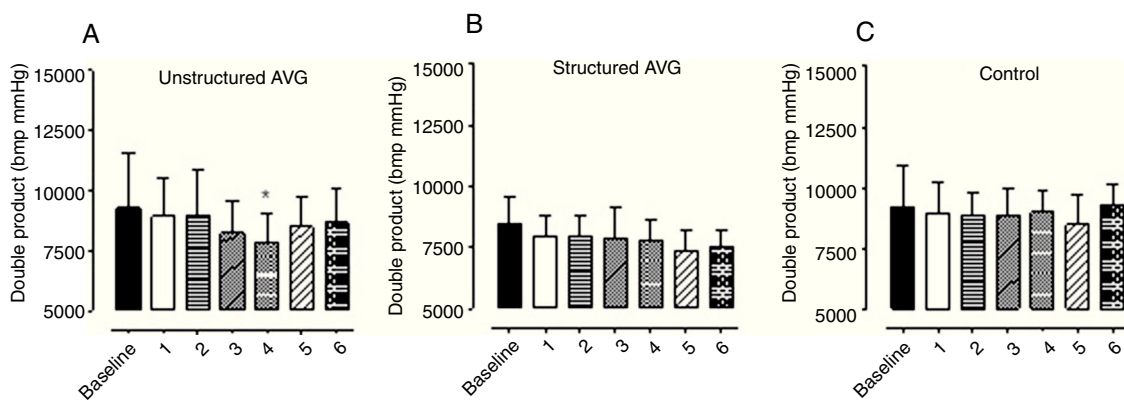 A
Unstructured AVG
Double product (bmp mmHg)
15000
12500
10000
7500
5000
*
Baseline
1
2
3
4
5
6
B
Structured AVG
Double product (bmp mmHg)
15000
12500
10000
7500
5000
Baseline
1
2
3
4
5
6
C
Control
Double product (bmp mmHg)
15000
12500
10000
7500
5000
Baseline
1
2
3
4
5
6